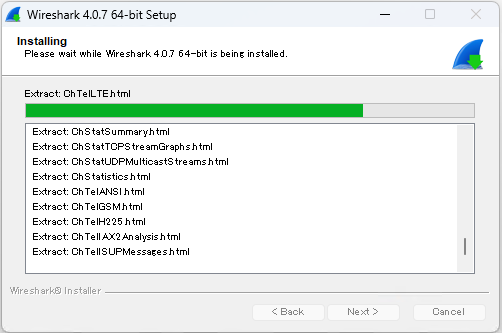 Wireshark 4.0.7 64-bit Setup
Installing
Please wait while Wireshark 4.0.7 64-bit is being installed.
Extract: ChTelLTE.html
Extract: ChStatSummary.html
Extract: ChStatTCPStreamGraphs.html
Extract: ChStatUDPMulticastStreams.html
Extract: ChStatistics.html
Extract: ChTelANSI.html
Extract: ChTelGSM.html
Extract: ChTelH225.html
Extract: ChTelIAX2Analysis.html
Extract: ChTelISUPMessages.html
Wireshark® Installer
< Back
Next >
Cancel